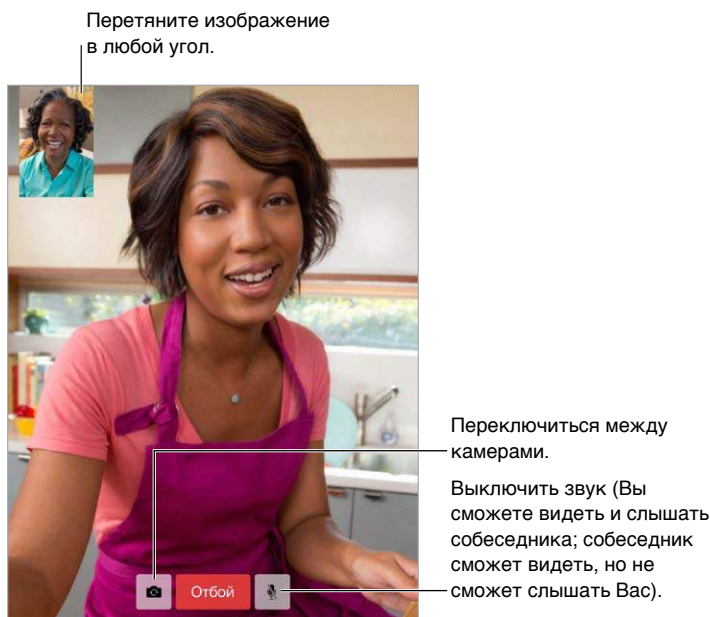 Перетяните изображение
в любой угол.
Переключиться между
камерами.
Выключить звук (Вы
сможете видеть и слышать
собеседника; собеседник
сможет видеть, но не
сможет слышать Вас).
Отбой